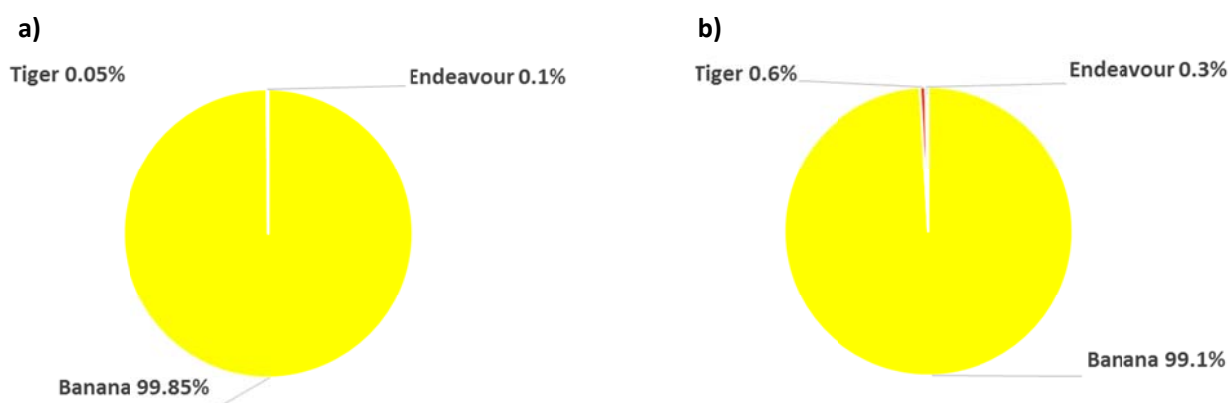 a)
Tiger 0.05%
Endeavour 0.1%
Banana 99.85%
b)
Tiger 0.6%
Endeavour 0.3%
Banana 99.1%